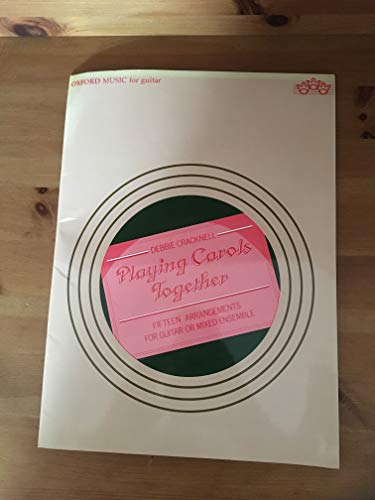 OXFORD MUSIC for guitar
DEBBIE CRACKNELL
Playing Carols
Together
FIFTEEN ARRANGEMENTS
FOR GUITAR OR MIXED ENSEMBLE